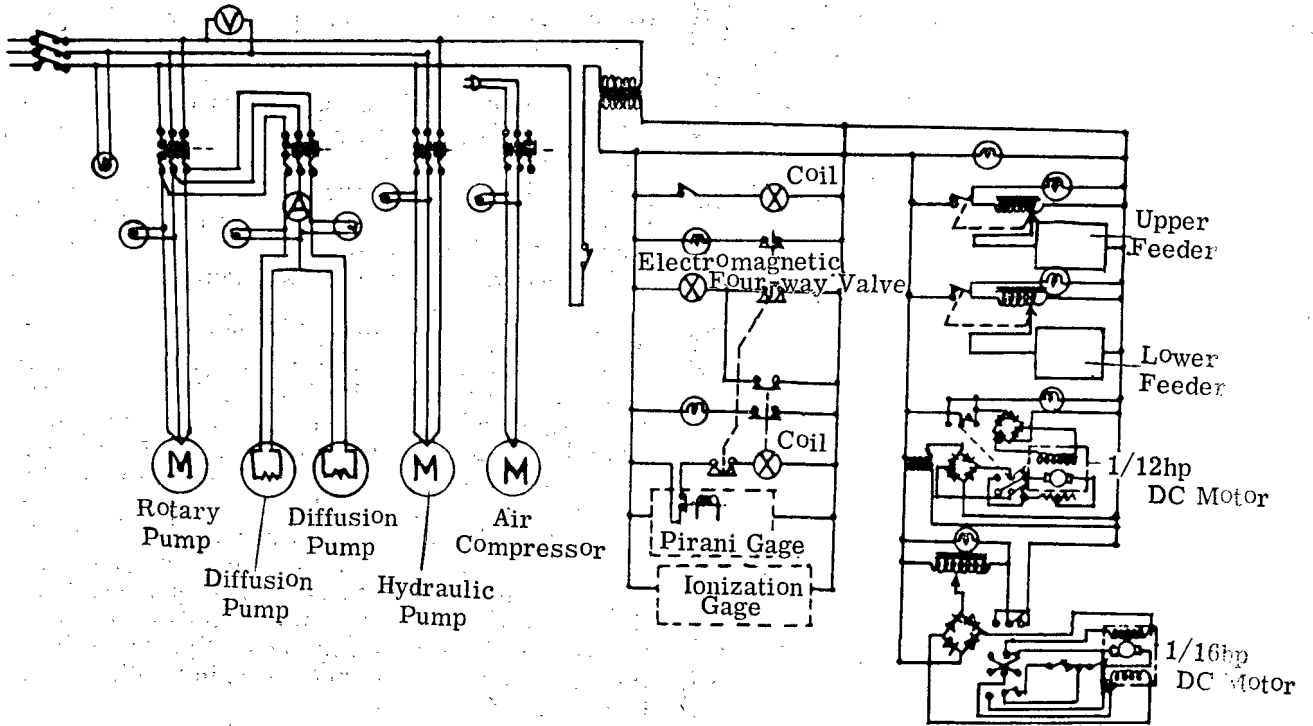 V
A
Coil
Upper
Feeder
Electromagnetic
Four-way Valve
Lower
Feeder
Coil
1/12hp
DC Motor
M
M
M
Rotary
Pump
Diffusion
Pump
Air
Compressor
Pirani Gage
Diffusion
Pump
Hydraulic
Pump
Ionization
Gage
1/16hp
DC Motor